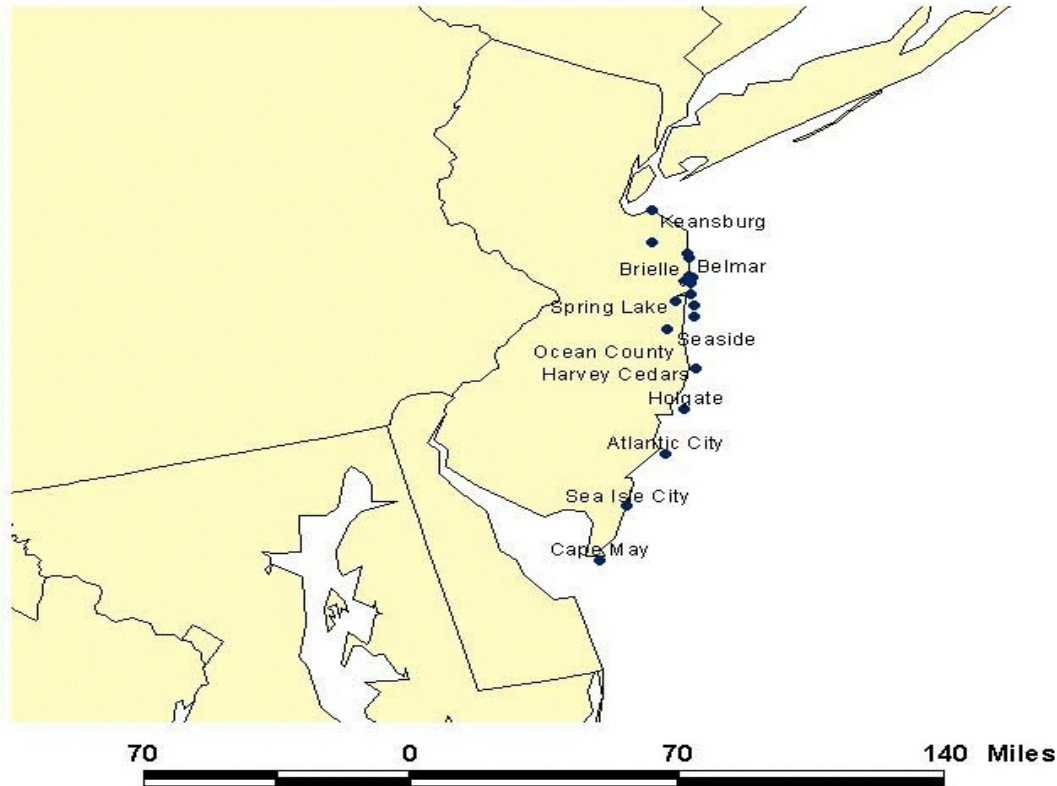 Keansburg
Brielle Belmar
Spring Lake
Seaside
Ocean County
Harvey Cedars
Holgate
Atlantic City
Sea Isle City
Cape May
70 0 70 140 Miles